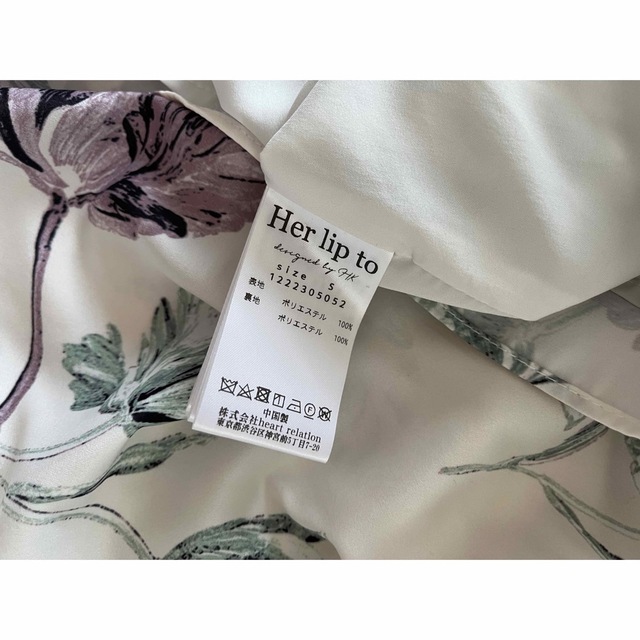 Her lip to
designed by HK
size S
1222305052
表地 ポリエステル 100%
裏地 ポリエステル 100%
中国製
株式会社heart relation
東京都渋谷区神宮前5丁目7-20